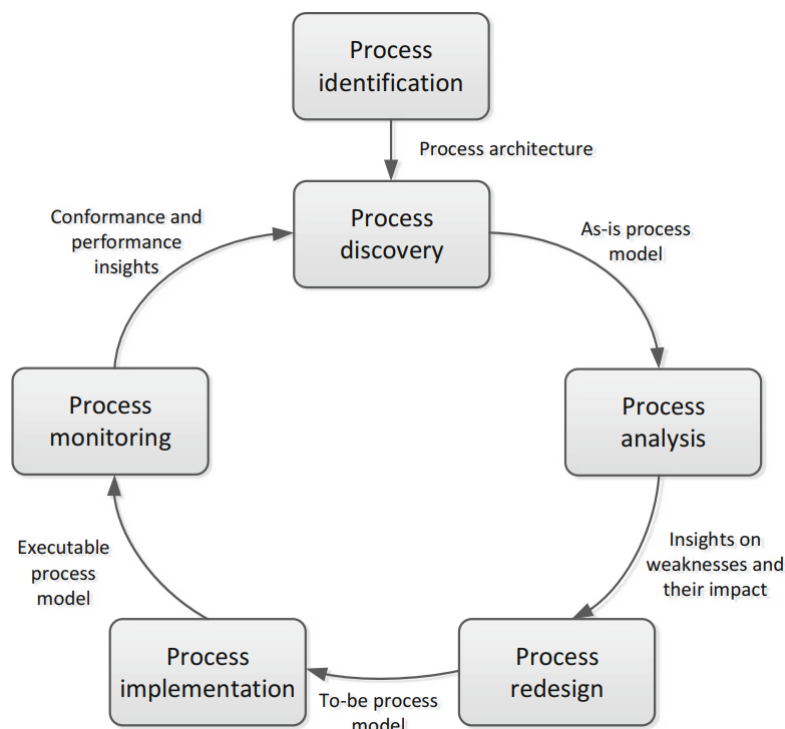 Process
identification
Process architecture
Process
discovery
As-is process
model
Process
analysis
Insights on
weaknesses and
their impact
Process
redesign
To-be process
model
Process
implementation
Executable
process
model
Process
monitoring
Conformance and
performance
insights